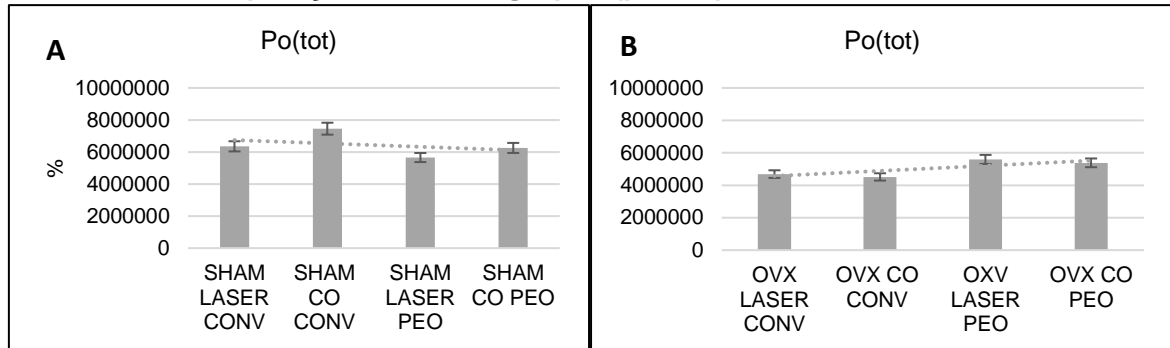 A
Po(tot)
10000000
8000000
6000000
4000000
2000000
0
%
SHAM
LASER
CONV
SHAM
CO
CONV
SHAM
LASER
PEO
SHAM
CO PEO
B
Po(tot)
10000000
8000000
6000000
4000000
2000000
0
OVX
LASER
CONV
OVX CO
CONV
OXV
LASER
PEO
OVX CO
PEO